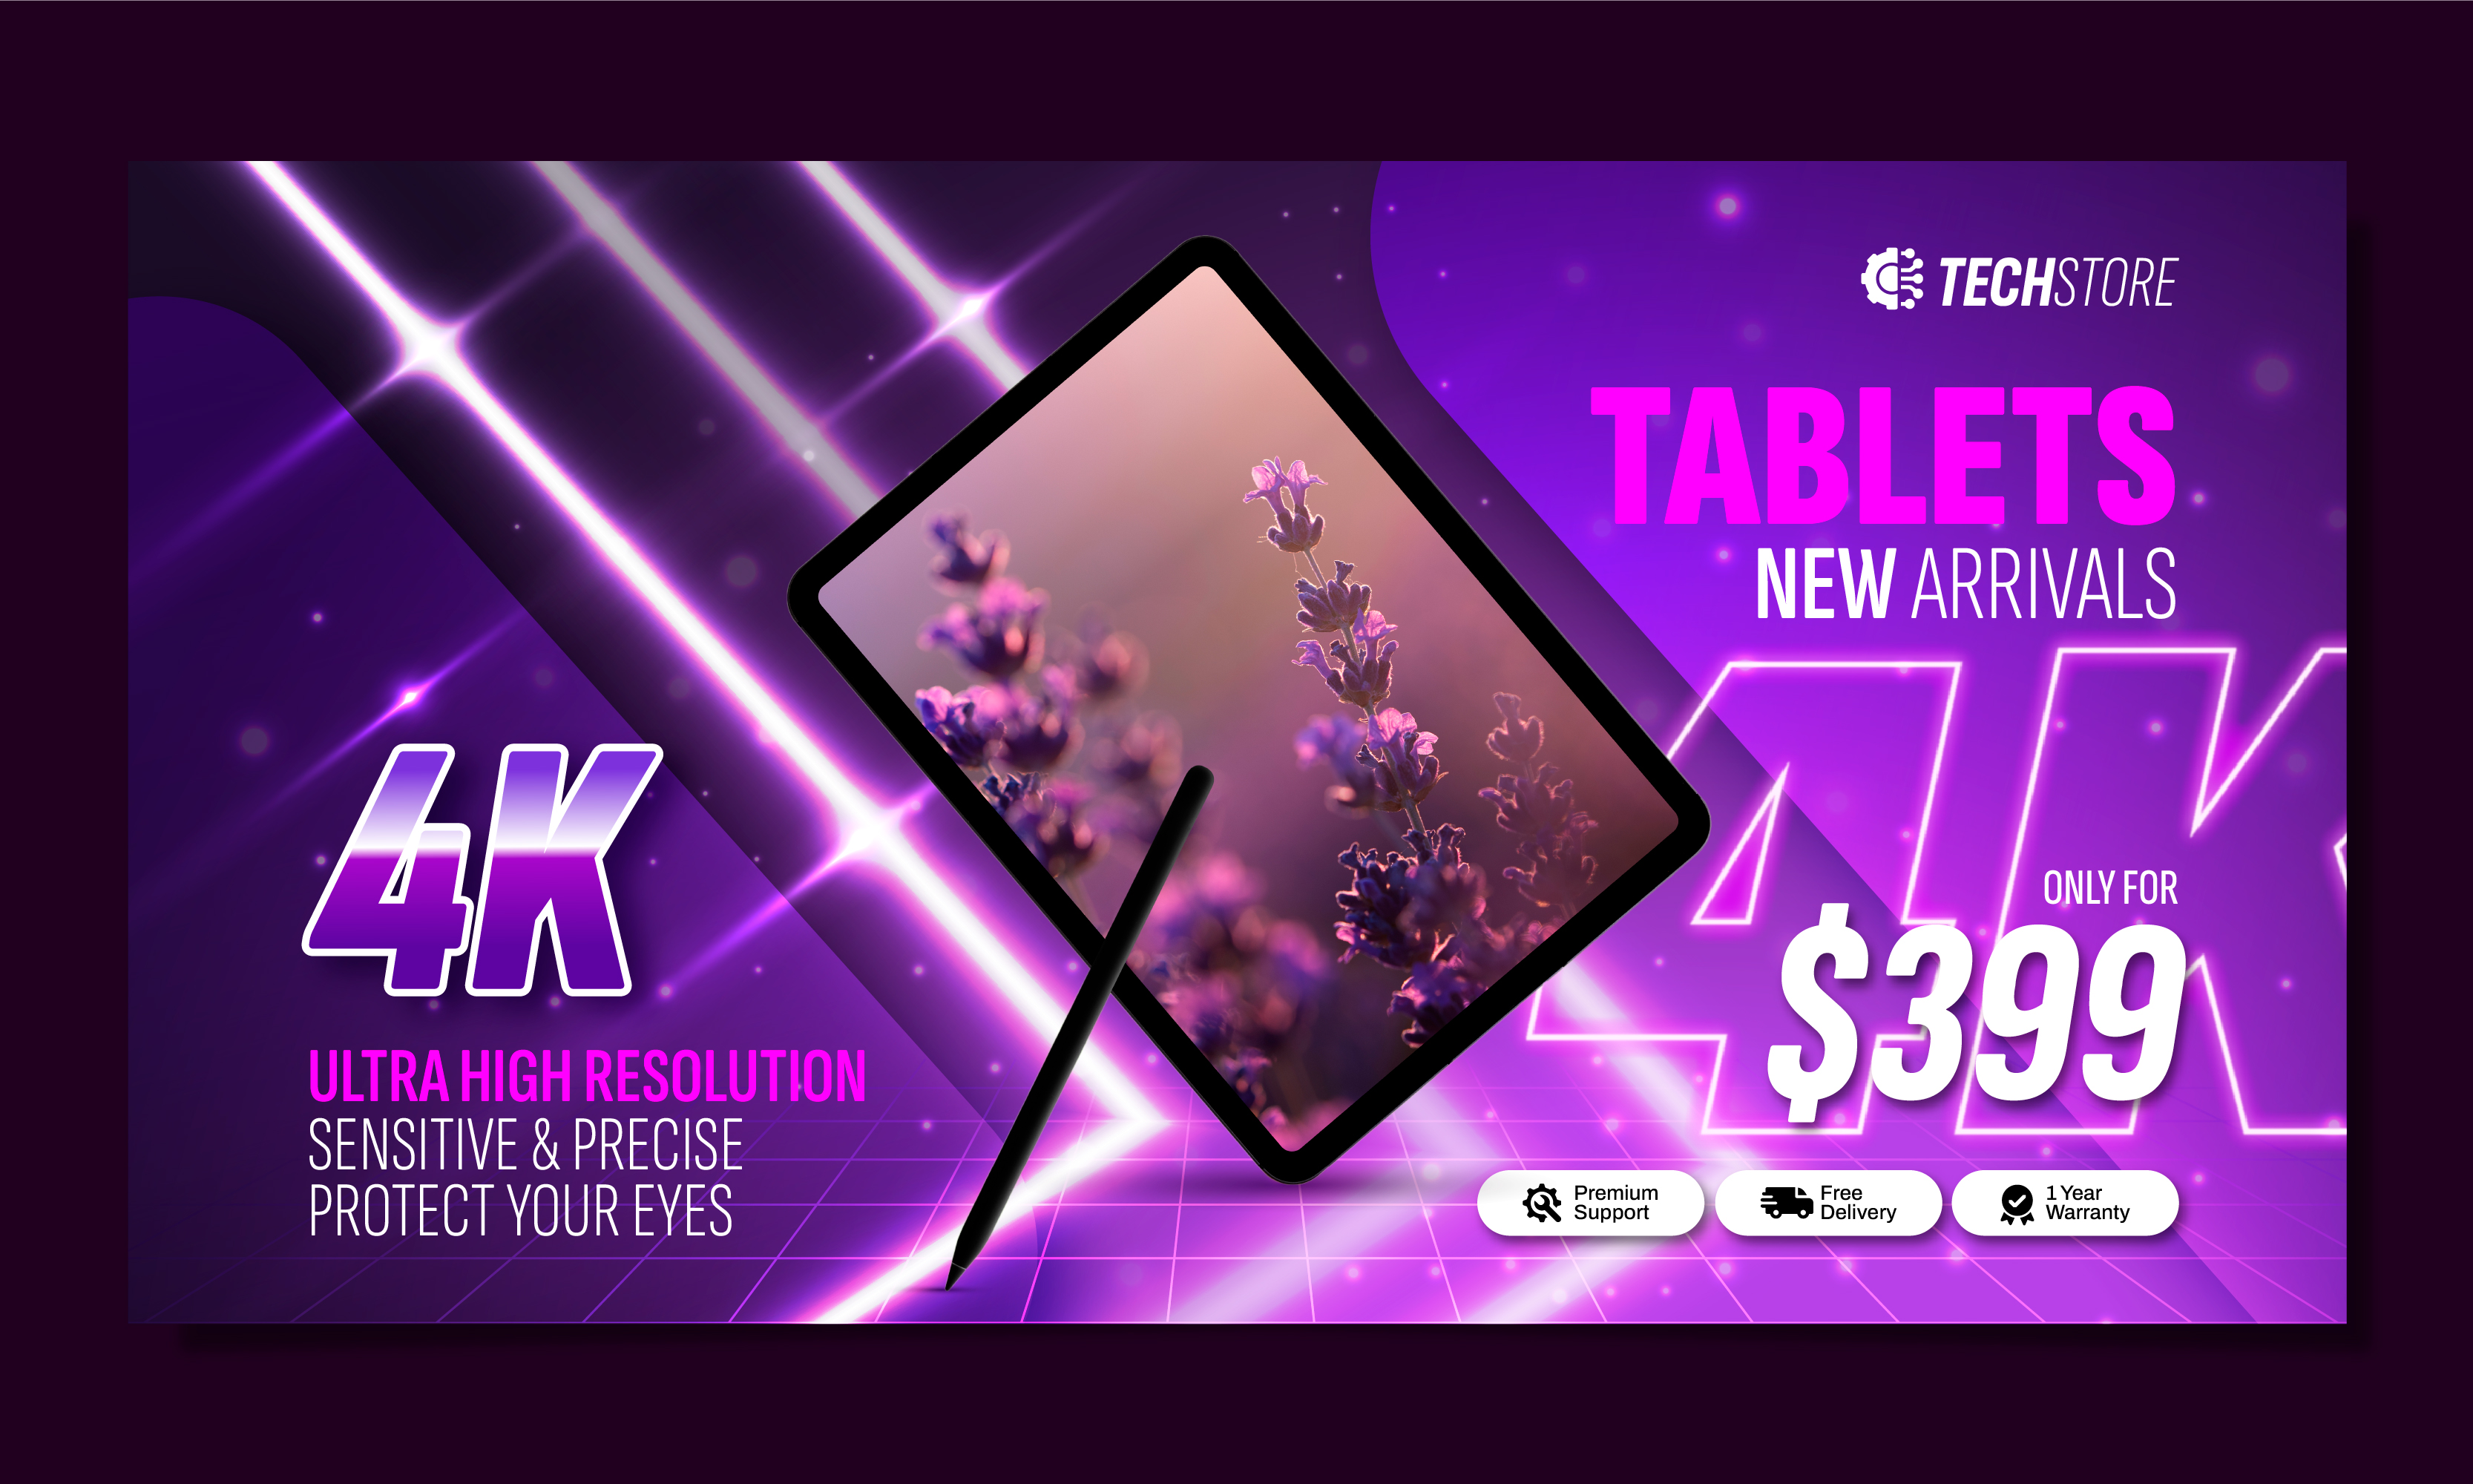 TECHSTORE
TABLETS
NEW ARRIVALS
4K
4K
ULTRA HIGH RESOLUTION
SENSITIVE & PRECISE
PROTECT YOUR EYES
ONLY FOR
$399
Premium
Support
Free
Delivery
1 Year
Warranty